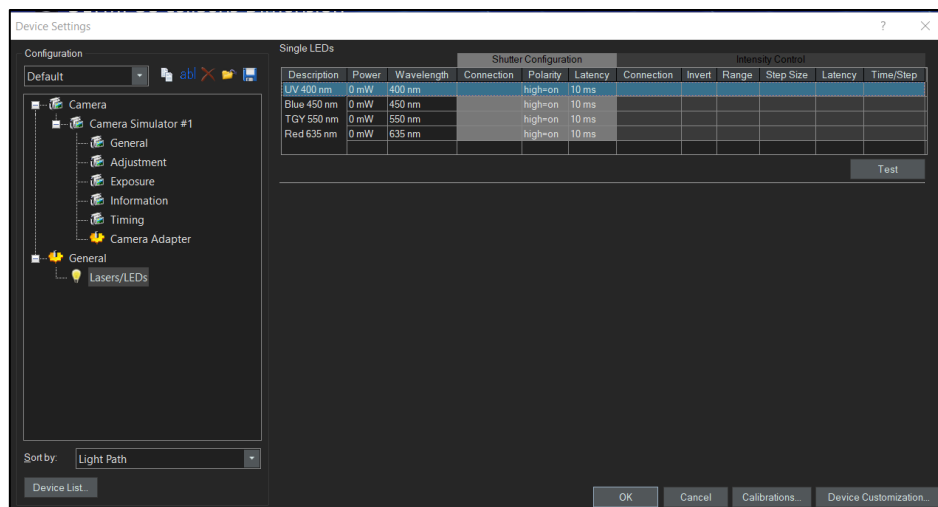 Device Settings
?
Configuration
Default
abl
Camera
Camera Simulator #1
General
Adjustment
Exposure
Information
Timing
Camera Adapter
General
Lasers/LEDs
Sort by: Light Path
Device List...
Single LEDs
Shutter Configuration Intensity Control
Description Power Wavelength Connection Polarity Latency Connection Invert Range Step Size Latency Time/Step
UV 400 nm 0 mW 400 nm high=on 10 ms
Blue 450 nm 0 mW 450 nm high=on 10 ms
TGY 550 nm 0 mW 550 nm high=on 10 ms
Red 635 nm 0 mW 635 nm high=on 10 ms
Test
OK Cancel Calibrations... Device Customization...